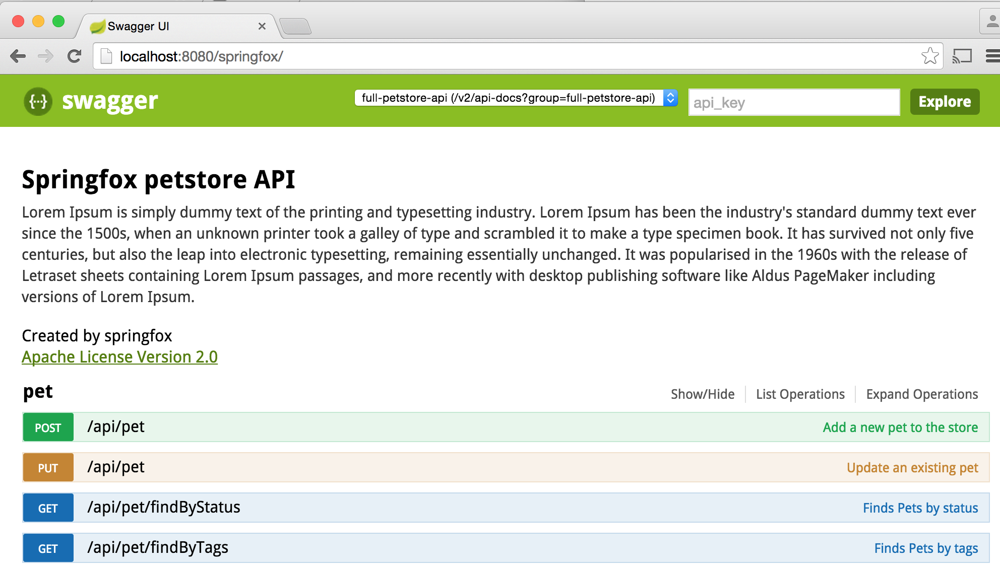 Swagger UI
localhost:8080/springfox/
{··} swagger
full-petstore-api (/v2/api-docs?group=full-petstore-api)
api_key
Explore
Springfox petstore API
Lorem Ipsum is simply dummy text of the printing and typesetting industry. Lorem Ipsum has been the industry's standard dummy text ever
since the 1500s, when an unknown printer took a galley of type and scrambled it to make a type specimen book. It has survived not only five
centuries, but also the leap into electronic typesetting, remaining essentially unchanged. It was popularised in the 1960s with the release of
Letraset sheets containing Lorem Ipsum passages, and more recently with desktop publishing software like Aldus PageMaker including
versions of Lorem Ipsum.
Created by springfox
Apache License Version 2.0
pet
Show/Hide
List Operations
Expand Operations
POST /api/pet Add a new pet to the store
PUT /api/pet Update an existing pet
GET /api/pet/findByStatus Finds Pets by status
GET /api/pet/findByTags Finds Pets by tags